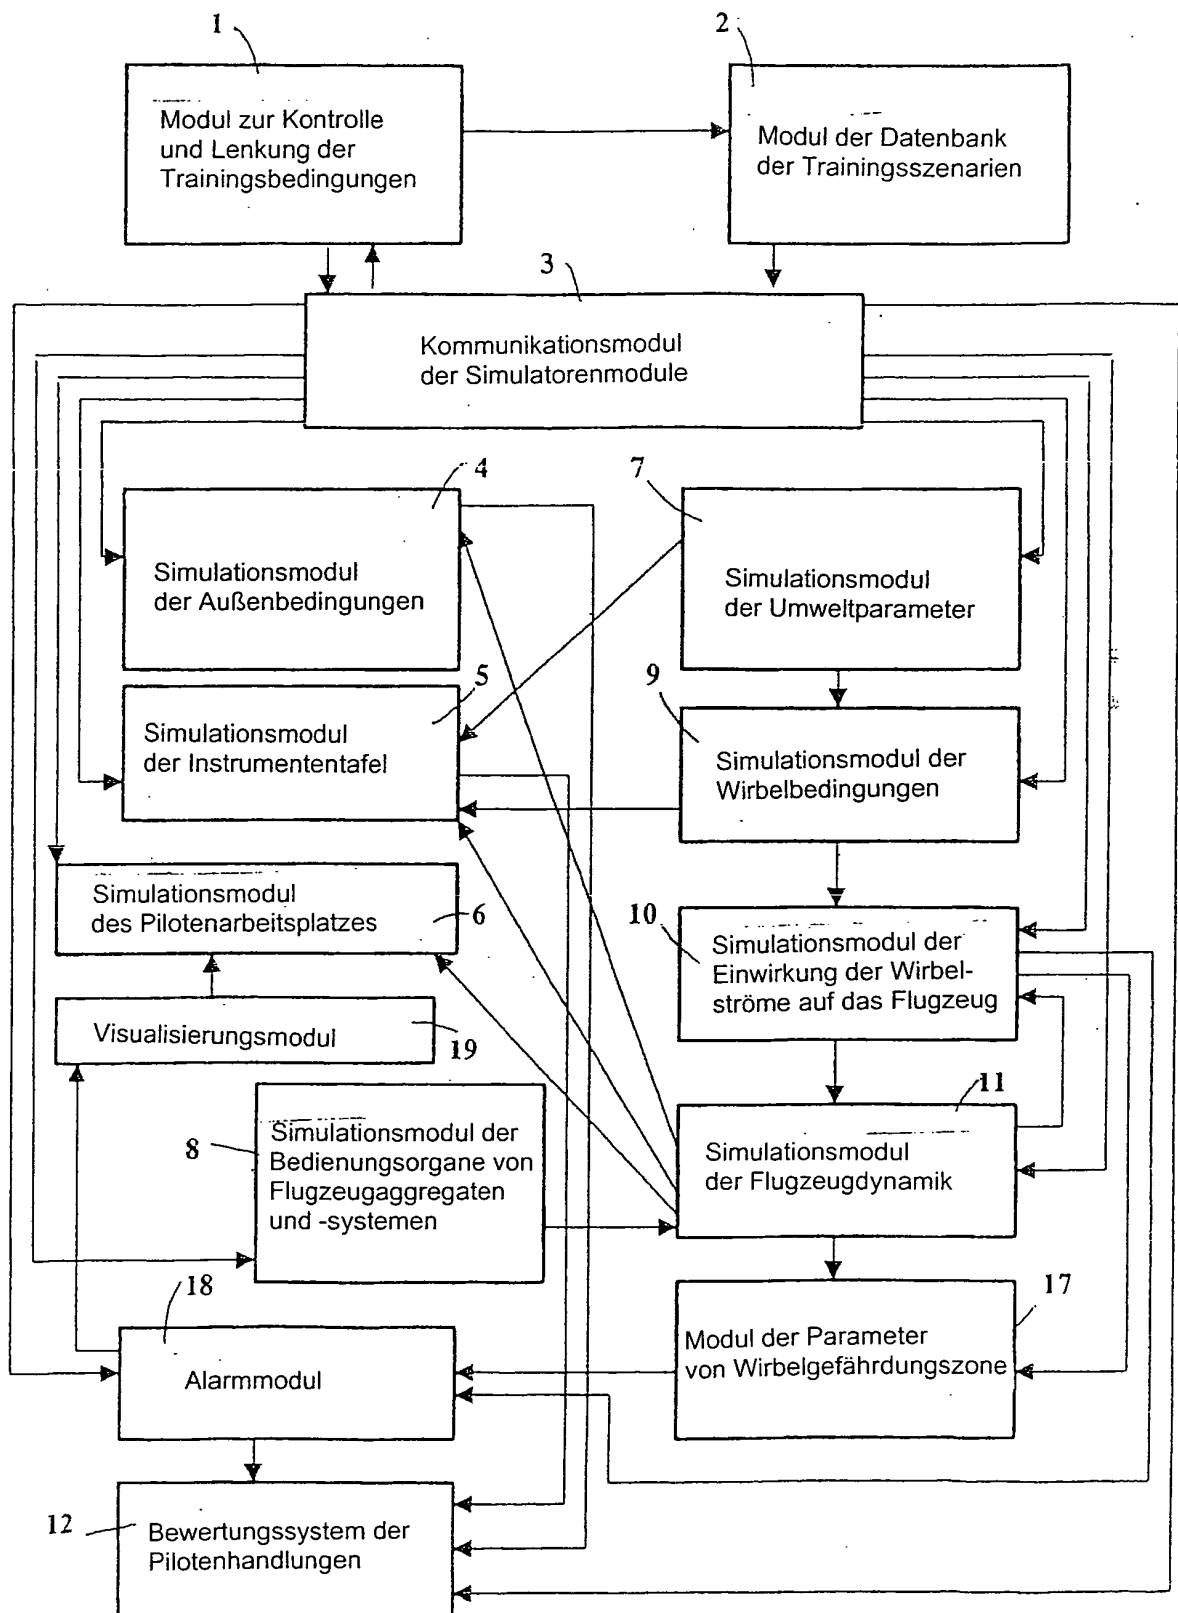 1
2
Modul zur Kontrolle
und Lenkung der
Trainingsbedingungen
Modul der Datenbank
der Trainingsszenarien
3
Kommunikationsmodul
der Simulatorenmodule
4
7
Simulationsmodul
der Außenbedingungen
Simulationsmodul
der Umweltparameter
5
9
Simulationsmodul
der Instrumententafel
Simulationsmodul der
Wirbelbedingungen
Simulationsmodul
des Pilotenarbeitsplatzes
6
10
Simulationsmodul der
Einwirkung der Wirbel-
ströme auf das Flugzeug
Visualisierungsmodul
19
11
8
Simulationsmodul der
Bedienungsorgane von
Flugzeugaggregaten
und -systemen
Simulationsmodul
der Flugzeugdynamik
18
17
Alarmmodul
Modul der Parameter
von Wirbelgefährdungszone
12
Bewertungssystem der
Pilotenhandlungen